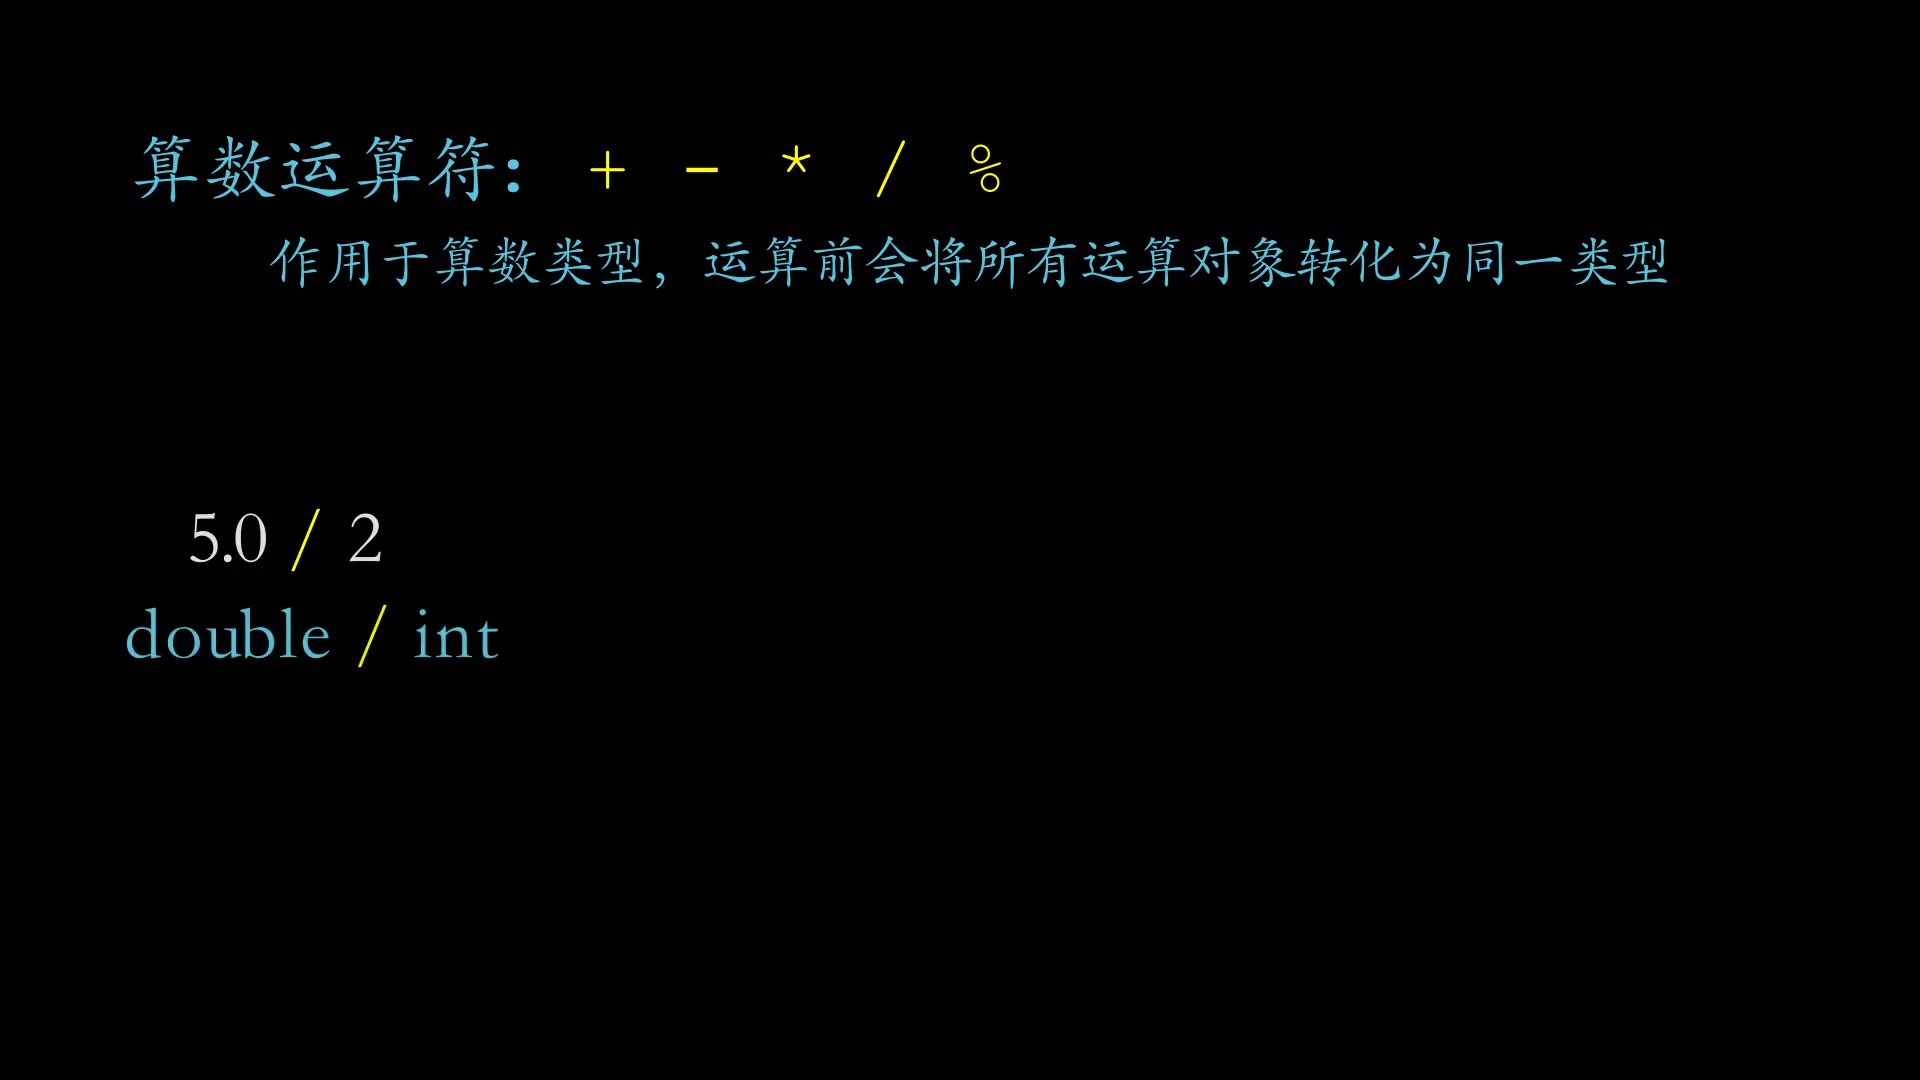 算数运算符： + - * / %
作用于算数类型，运算前会将所有运算对象转化为同一类型
5.0 / 2
double / int